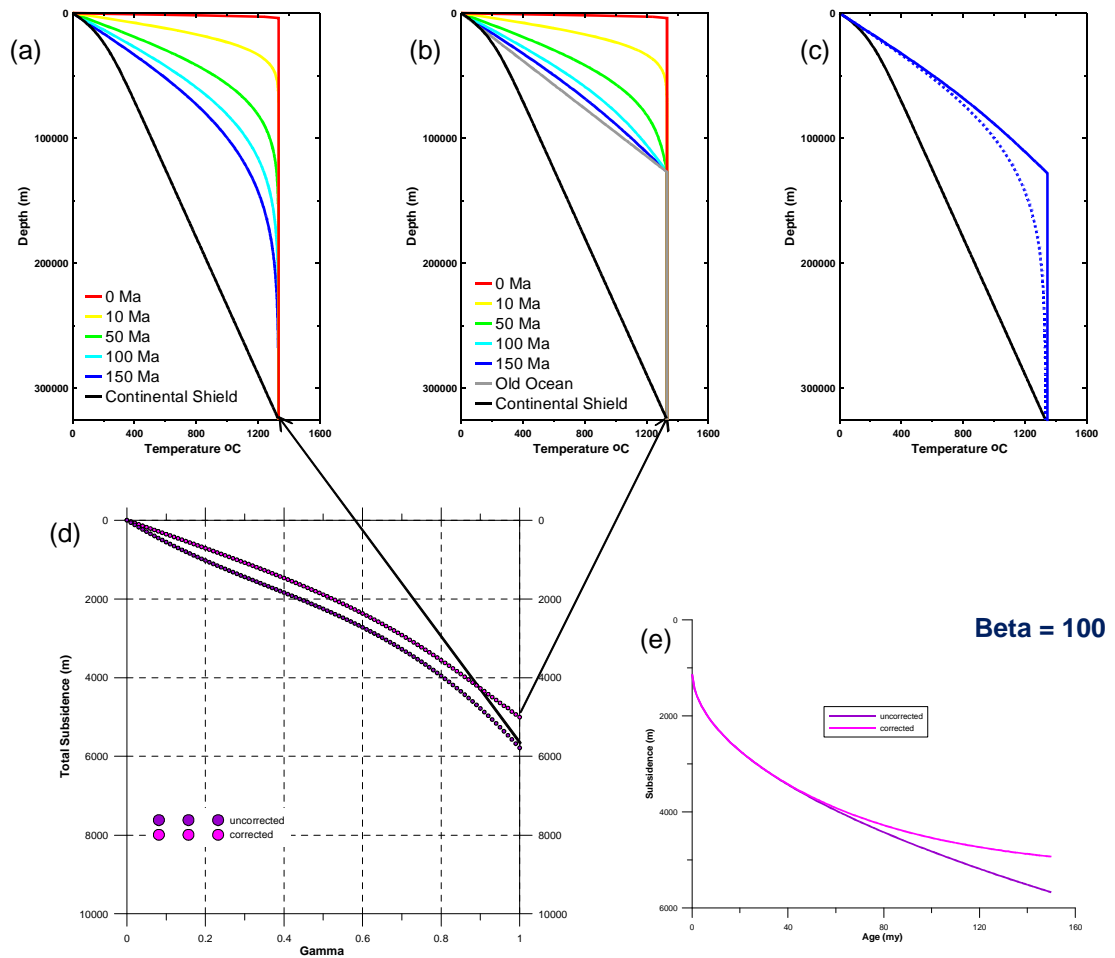 (a)
0
100000
200000
300000
Depth (m)
0 Ma
10 Ma
50 Ma
100 Ma
150 Ma
Continental Shield
0 400 800 1200 1600
Temperature ºC
(b)
0
100000
200000
300000
Depth (m)
0 Ma
10 Ma
50 Ma
100 Ma
150 Ma
Old Ocean
Continental Shield
0 400 800 1200 1600
Temperature ºC
(c)
0
100000
200000
300000
Depth (m)
0 400 800 1200 1600
Temperature ºC
(d)
0 0
2000 2000
4000 4000
6000 6000
8000 8000
10000 10000
Total Subsidence (m)
uncorrected
corrected
0 0.2 0.4 0.6 0.8 1
Gamma
Beta = 100
(e)
0
2000
4000
6000
Subsidence (m)
uncorrected
corrected
0 40 80 120 160
Age (my)